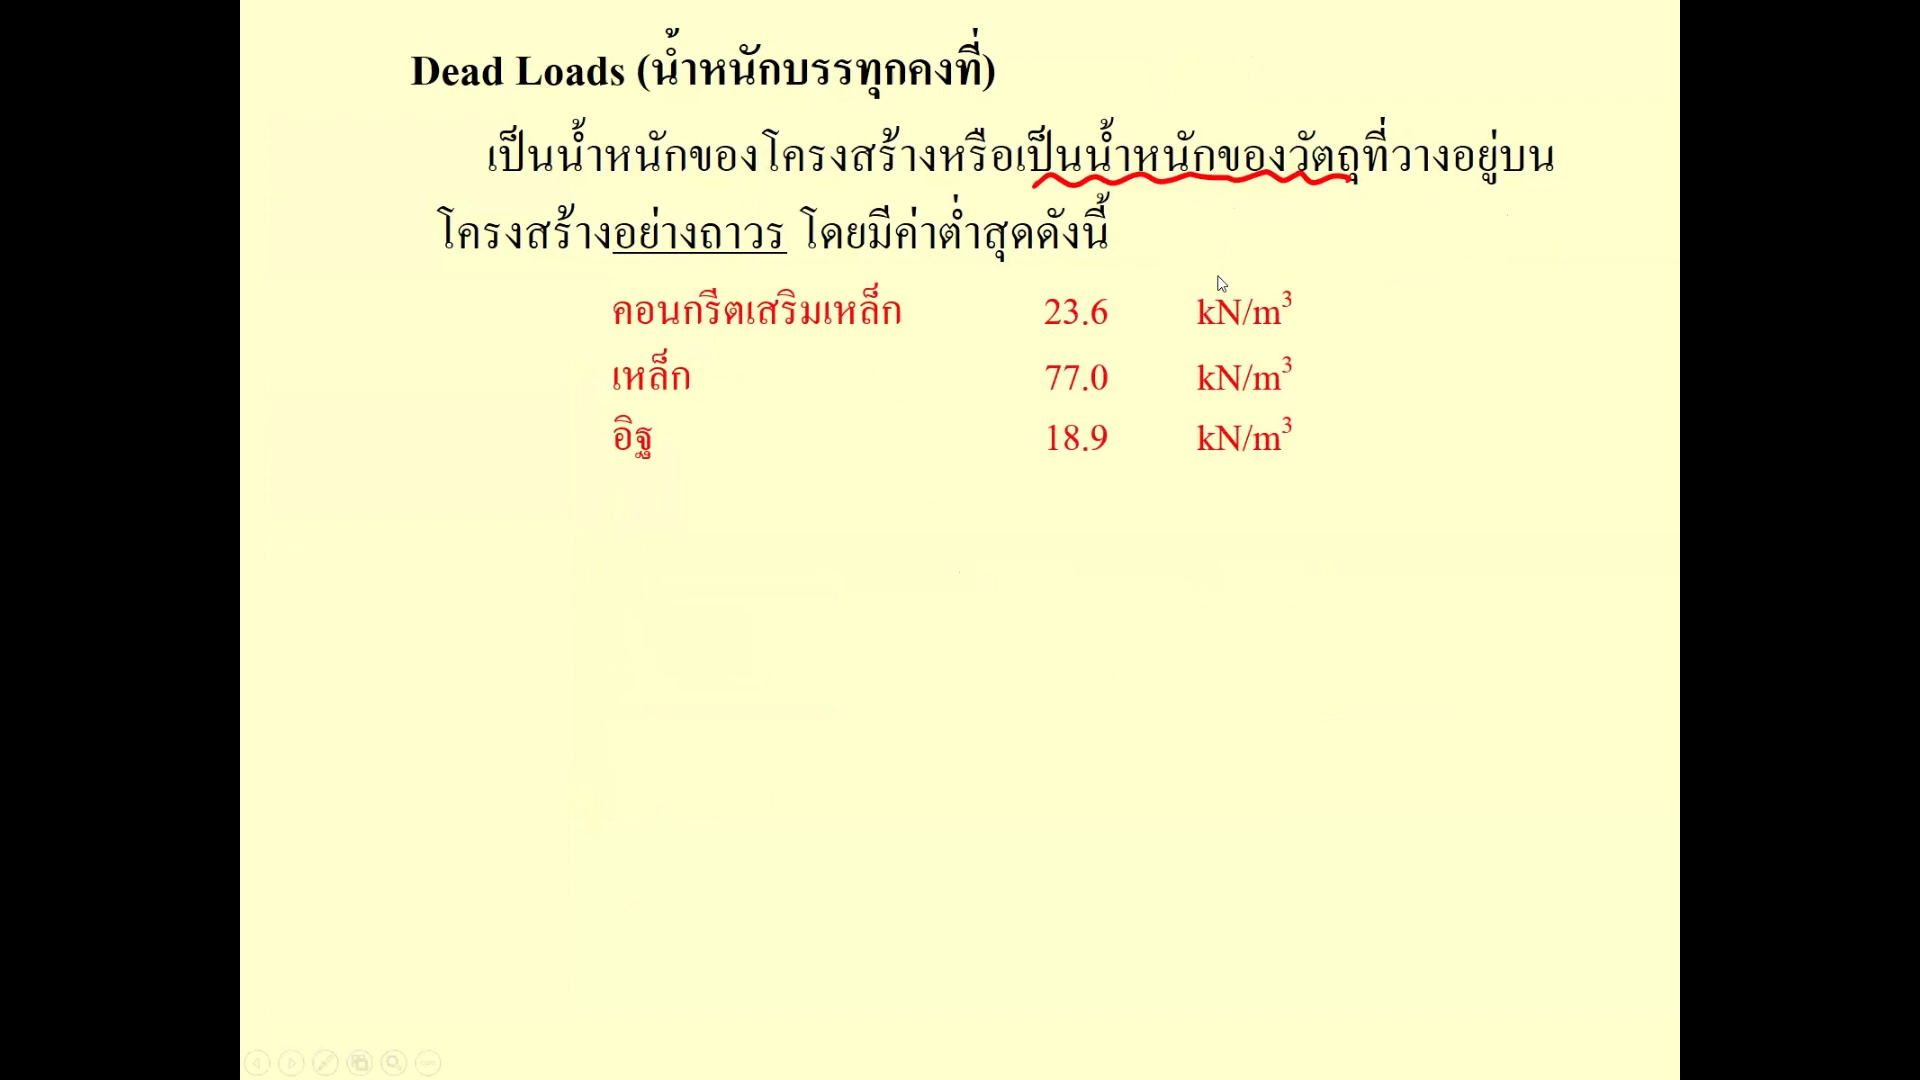 Dead Loads (น้ำหนักบรรทุกคงที่)
เป็นน้ำหนักของโครงสร้างหรือเป็นน้ำหนักของวัตถุที่วางอยู่บน
โครงสร้างอย่างถาวร โดยมีค่าต่ำสุดดังนี้
คอนกรีตเสริมเหล็ก 23.6 kN/m³
เหล็ก 77.0 kN/m³
อิฐ 18.9 kN/m³